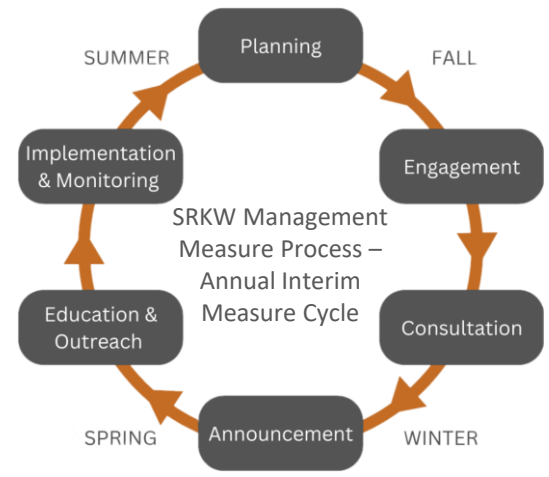 Planning
SUMMER
FALL
Implementation
& Monitoring
Engagement
SRKW Management
Measure Process –
Annual Interim
Measure Cycle
Education &
Outreach
Consultation
SPRING
Announcement
WINTER